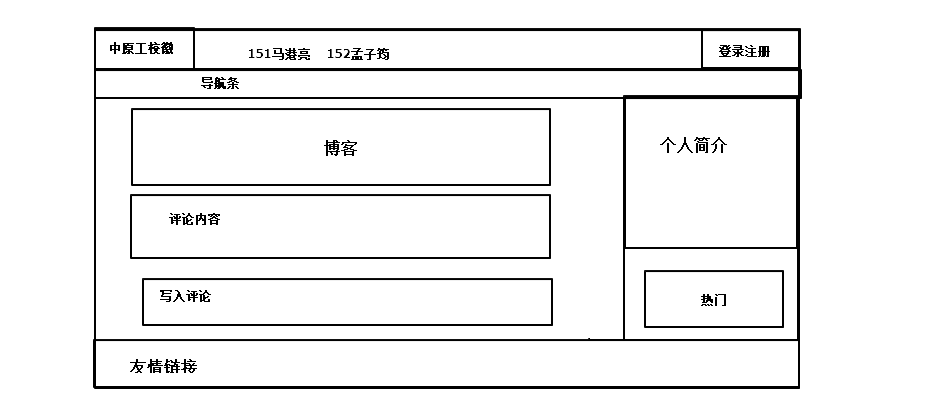 中原工校徽
151马港亮 152孟子筠
登录注册
导航条
博客
个人简介
评论内容
写入评论
热门
友情链接